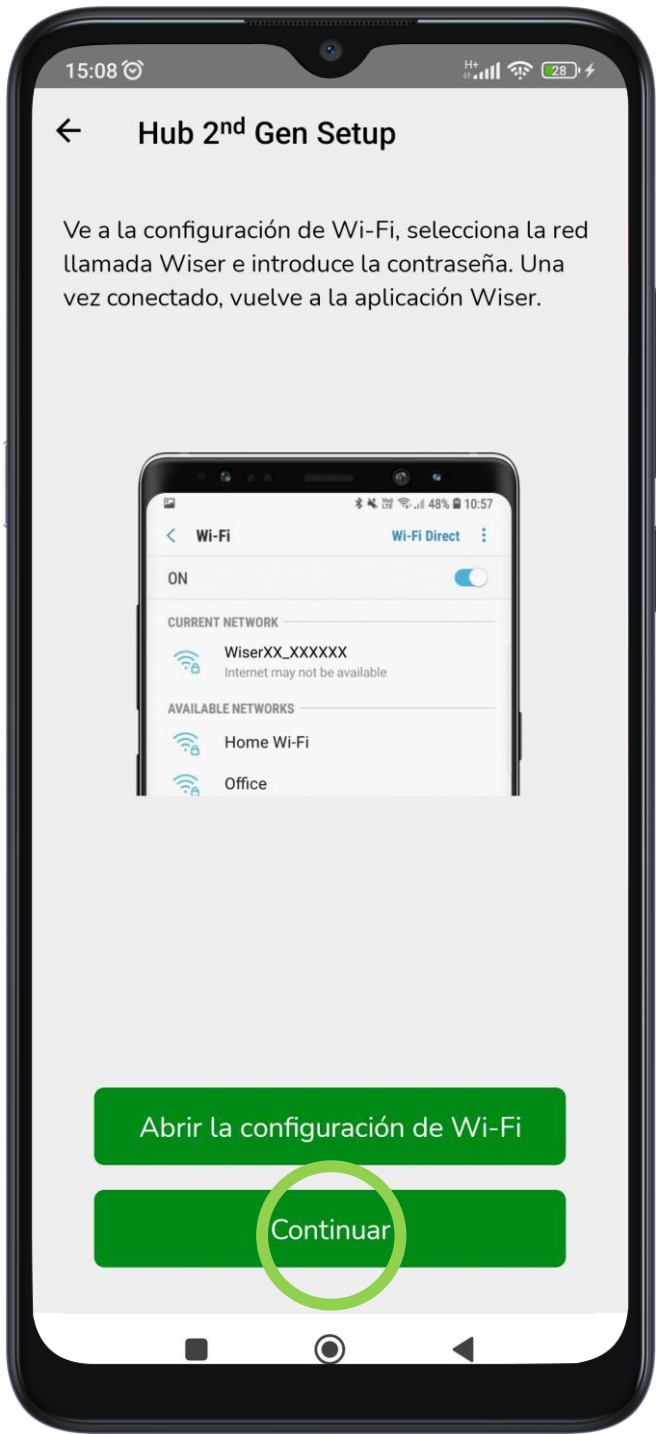 15:08
H+
4G
28
Hub 2nd Gen Setup
Ve a la configuración de Wi-Fi, selecciona la red
llamada Wiser e introduce la contraseña. Una
vez conectado, vuelve a la aplicación Wiser.
48% 10:57
Wi-Fi
Wi-Fi Direct
ON
CURRENT NETWORK
WiserXX_XXXXXX
Internet may not be available
AVAILABLE NETWORKS
Home Wi-Fi
Office
Abrir la configuración de Wi-Fi
Continuar